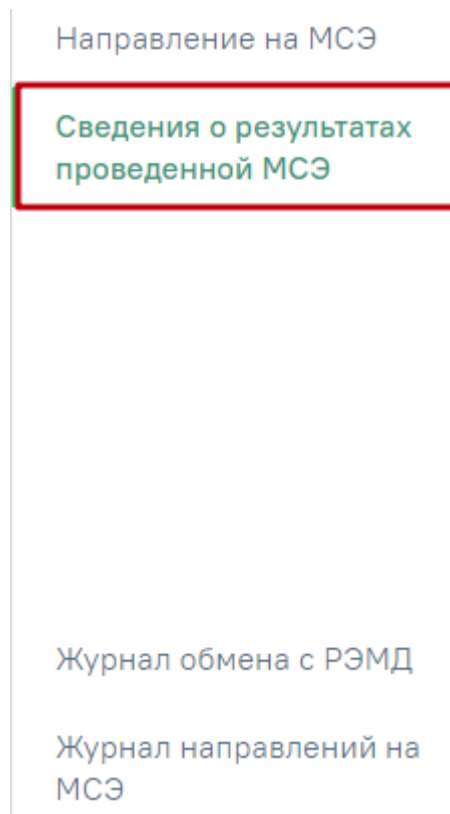 Направление на МСЭ
Сведения о результатах
проведенной МСЭ
Журнал обмена с РЭМД
Журнал направлений на
МСЭ